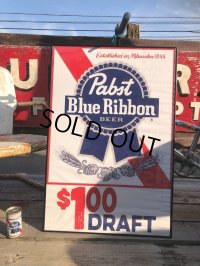 Established in Milwaukee 1844
Pabst
Blue Ribbon
BEER
SOLD OUT
$1.00
DRAFT